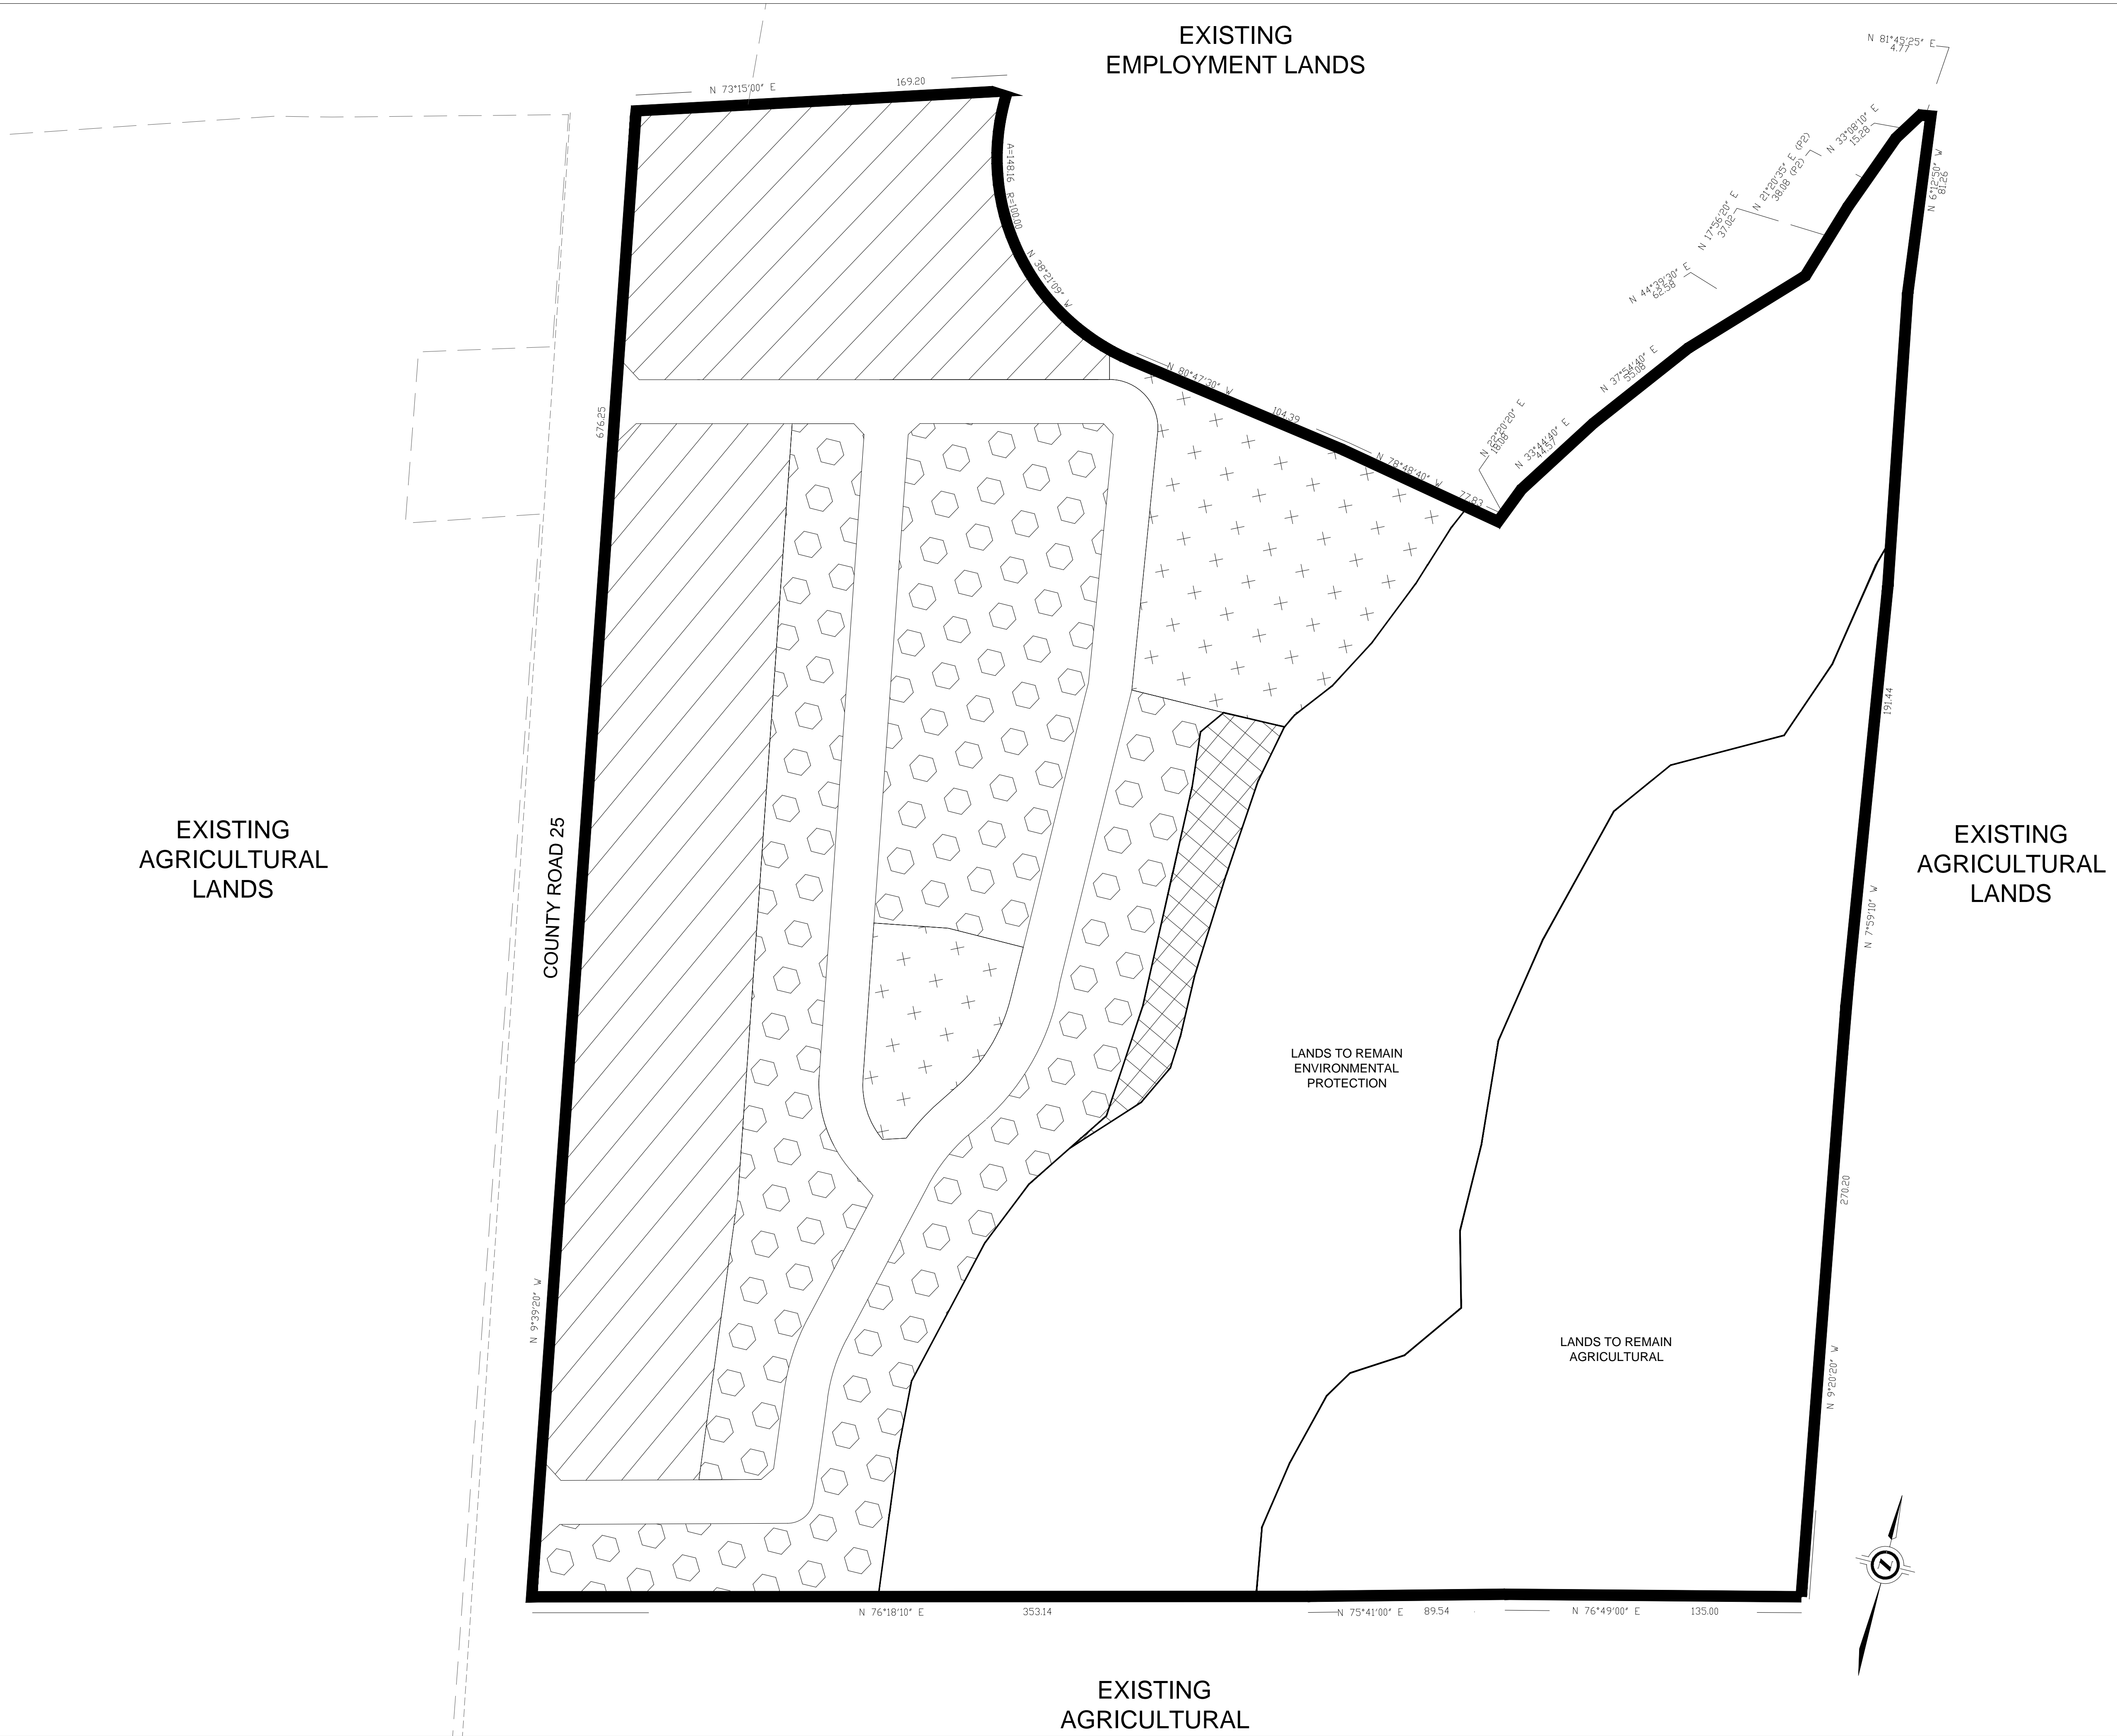 EXISTING
EMPLOYMENT LANDS
N 81°45'25" E
4.77
N 73°15'00" E
169.20
N 33°08'10" E
15.28
N 21°20'35" E (P2)
38.08 (P2)
N 17°56'20" E
37.02
N 6°12'50" W
81.26
A=148.16 R=100.00
N 38°21'09" W
N 44°39'30" E
62.58
N 80°47'30" W
104.39
N 37°54'40" E
55.08
N 22°20'20" E
18.08
N 33°44'40" E
44.57
N 78°48'40" W
77.83
676.25
191.44
EXISTING
AGRICULTURAL
LANDS
COUNTY ROAD 25
EXISTING
AGRICULTURAL
LANDS
N 7°59'10" W
LANDS TO REMAIN
ENVIRONMENTAL
PROTECTION
270.20
N 9°39'20" W
LANDS TO REMAIN
AGRICULTURAL
N 9°20'20" W
N 76°18'10" E
353.14
N 75°41'00" E
89.54
N 76°49'00" E
135.00
EXISTING
AGRICULTURAL